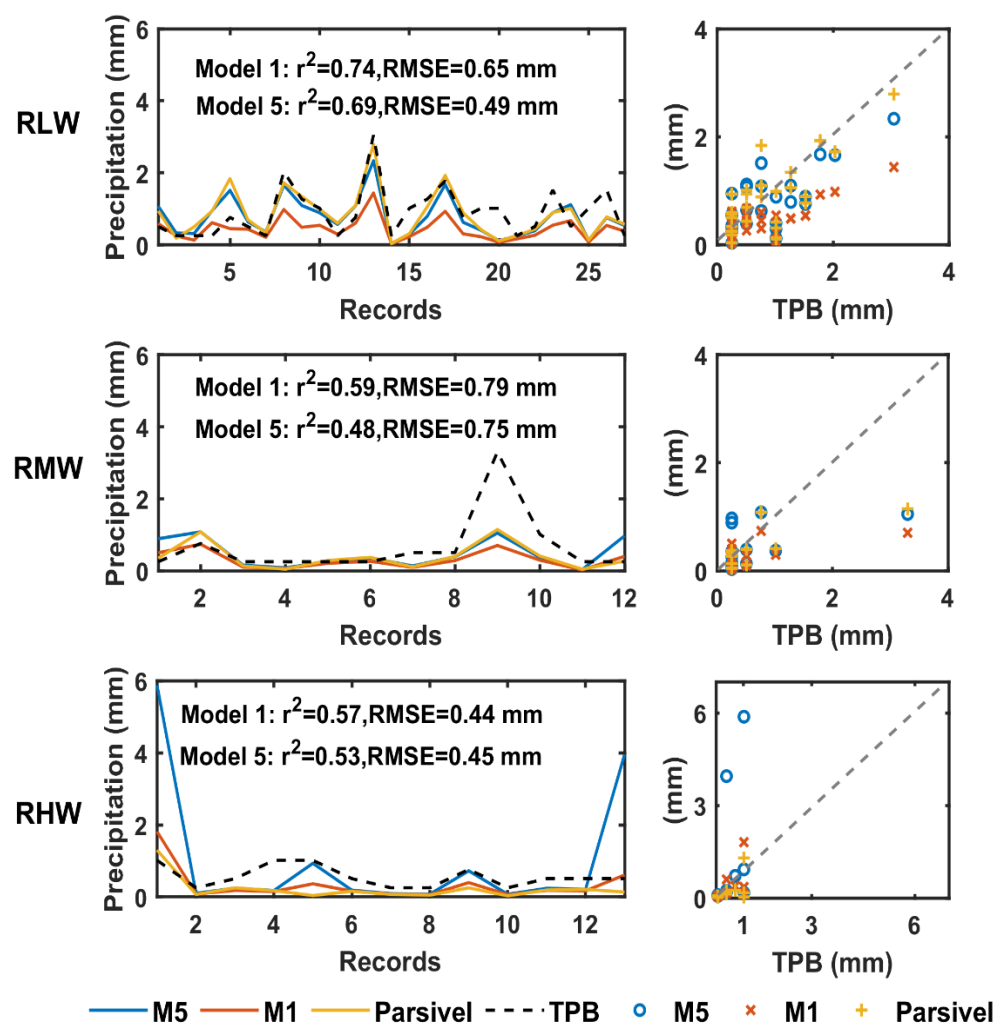 RLW
Precipitation (mm)
6
4
2
0
Model 1: r²=0.74,RMSE=0.65 mm
Model 5: r²=0.69,RMSE=0.49 mm
5 10 15 20 25
Records
(mm)
4
2
0
0 2 4
TPB (mm)
RMW
Precipitation (mm)
6
4
2
0
Model 1: r²=0.59,RMSE=0.79 mm
Model 5: r²=0.48,RMSE=0.75 mm
2 4 6 8 10 12
Records
(mm)
4
2
0
0 2 4
TPB (mm)
RHW
Precipitation (mm)
6
4
2
0
Model 1: r²=0.57,RMSE=0.44 mm
Model 5: r²=0.53,RMSE=0.45 mm
2 4 6 8 10 12
Records
(mm)
6
3
0
1 3 6
TPB (mm)
M5 M1 Parsivel TPB M5 M1 Parsivel